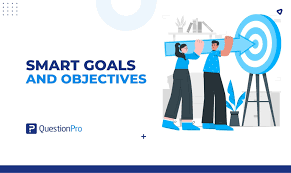 SMART GOALS
AND OBJECTIVES
QuestionPro